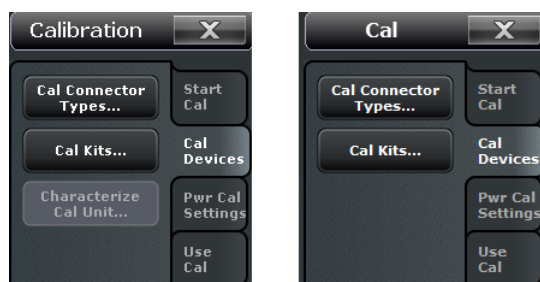 Calibration X
Cal Connector
Types...
Cal Kits...
Characterize
Cal Unit...
Start
Cal
Cal
Devices
Pwr Cal
Settings
Use
Cal
Cal X
Cal Connector
Types...
Cal Kits...
Start
Cal
Cal
Devices
Pwr Cal
Settings
Use
Cal